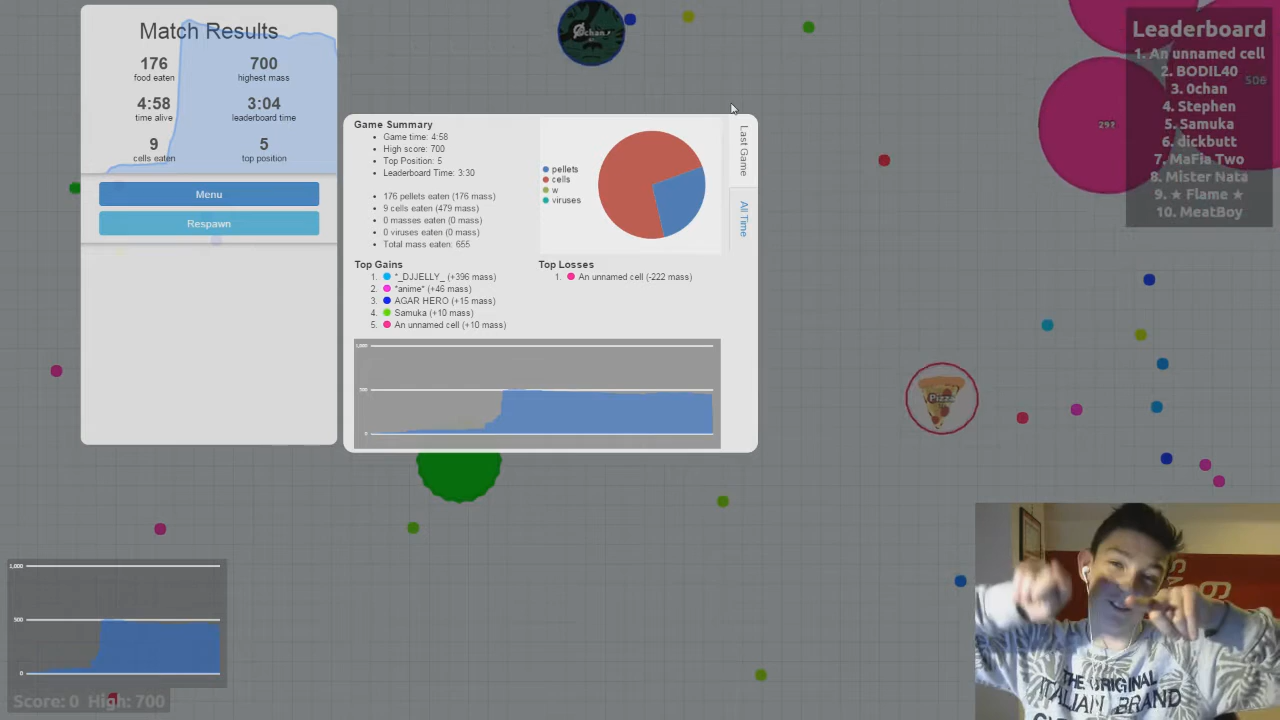 Match Results
176
food eaten
700
highest mass
4:58
time alive
3:04
leaderboard time
9
cells eaten
5
top position
Menu
Respawn
Game Summary
Game time: 4:58
High score: 700
Top Position: 5
Leaderboard Time: 3:30
176 pellets eaten (176 mass)
9 cells eaten (479 mass)
0 masses eaten (0 mass)
0 viruses eaten (0 mass)
Total mass eaten: 655
pellets
cells
w
viruses
Last Game
All Time
Top Gains
1. "_DJJELLY_ (+396 mass)
2. "anime" (+46 mass)
3. AGAR HERO (+15 mass)
4. Samuka (+10 mass)
5. An unnamed cell (+10 mass)
Top Losses
1. An unnamed cell (-222 mass)
0chan
Leaderboard
1. An unnamed cell
2. BODIL40
3. 0chan
4. Stephen
5. Samuka
6. dickbutt
7. MaFia Two
8. Mister Nata
9. ★ Flame ★
10. MeatBoy
506
297
Pizza
1,000
500
0
Score: 0 High: 700
THE ORIGINAL
ITALIAN BRAND